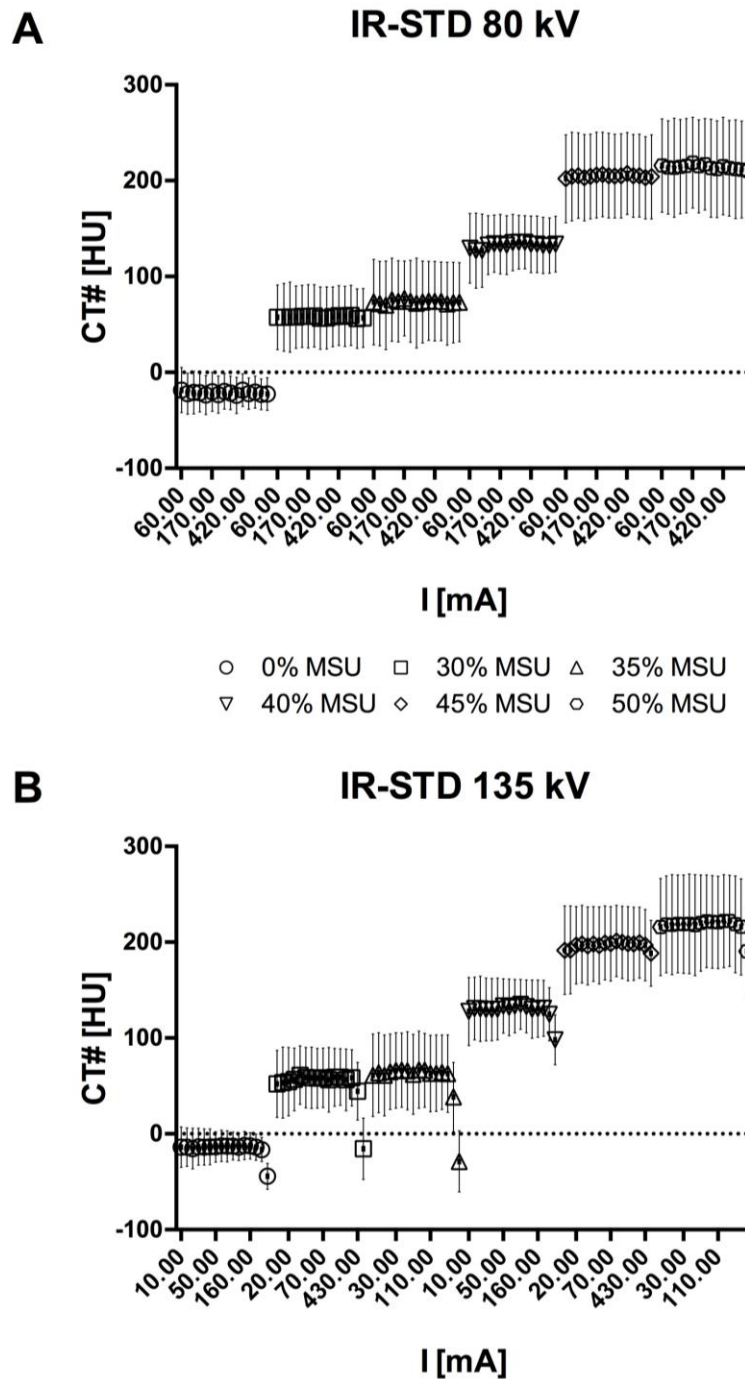 A
IR-STD 80 kV
300
200
100
0
-100
CT# [HU]
60.00 170.00 420.00 60.00 170.00 420.00 60.00 170.00 420.00 60.00 170.00 420.00 60.00 170.00 420.00 60.00 170.00 420.00
I [mA]
0% MSU 30% MSU 35% MSU
40% MSU 45% MSU 50% MSU
B
IR-STD 135 kV
300
200
100
0
-100
CT# [HU]
10.00 50.00 160.00 20.00 70.00 430.00 30.00 110.00 10.00 50.00 160.00 20.00 70.00 430.00 30.00 110.00
I [mA]